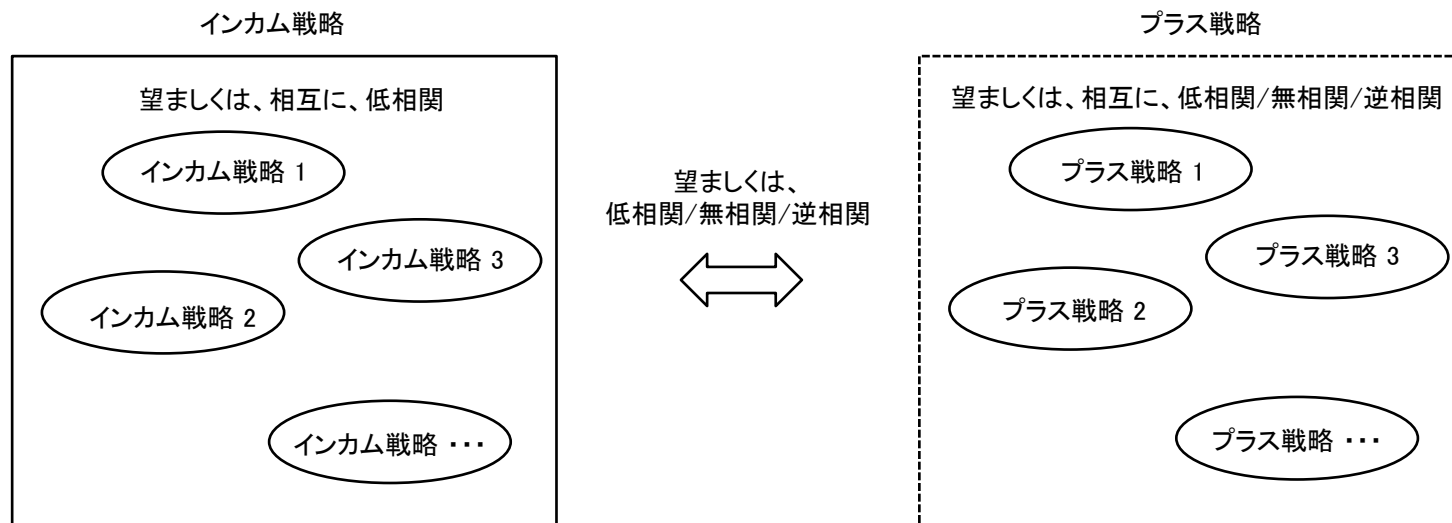 インカム戦略
望ましくは、相互に、低相関
インカム戦略 1
インカム戦略 3
インカム戦略 2
インカム戦略 ・・・
望ましくは、
低相関/無相関/逆相関
プラス戦略
望ましくは、相互に、低相関/無相関/逆相関
プラス戦略 1
プラス戦略 3
プラス戦略 2
プラス戦略 ・・・